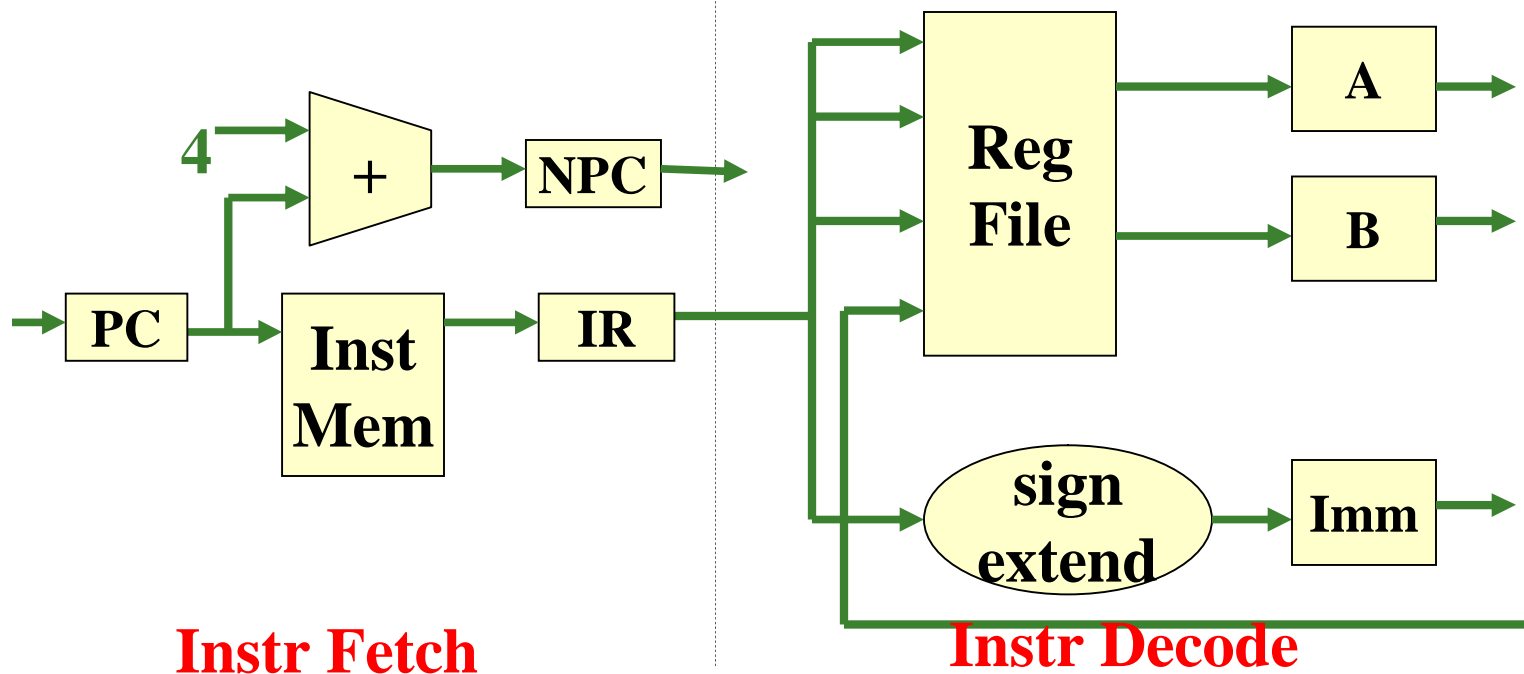 4
+
NPC
PC
Inst
Mem
IR
Instr Fetch
Reg
File
A
B
sign
extend
Imm
Instr Decode